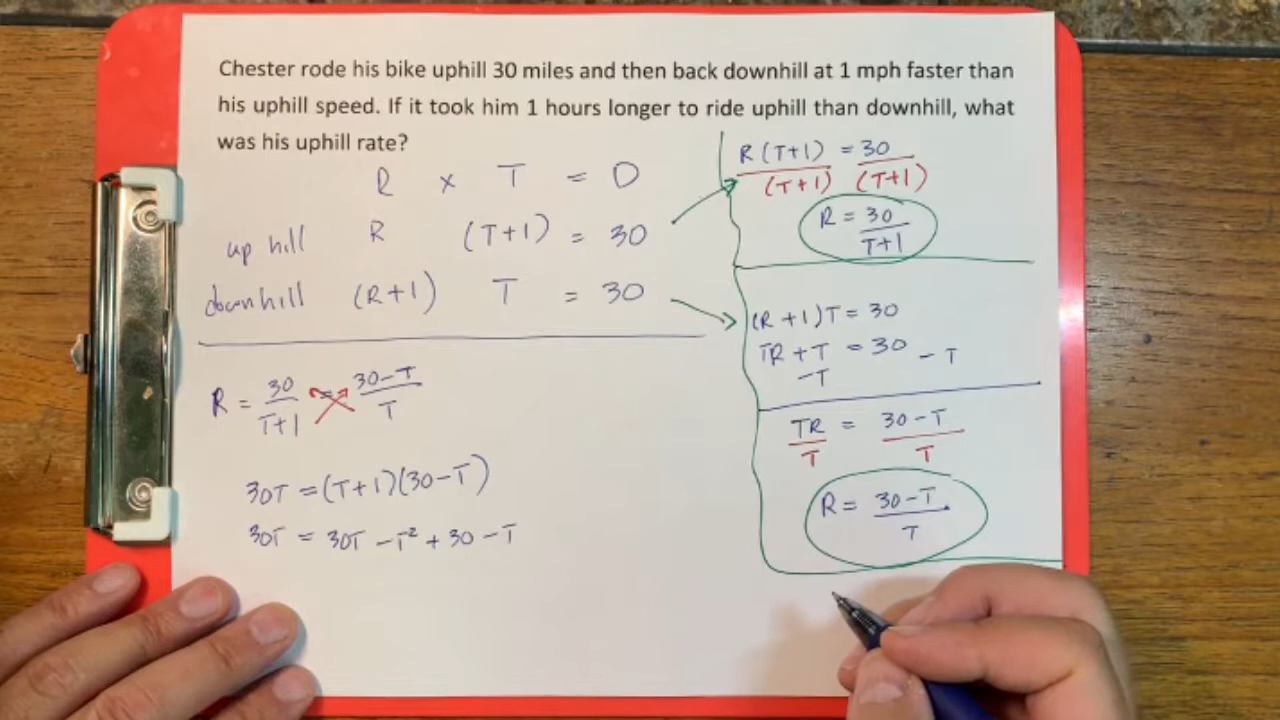 Chester rode his bike uphill 30 miles and then back downhill at 1 mph faster than
his uphill speed. If it took him 1 hours longer to ride uphill than downhill, what
was his uphill rate?
R × T = D
up hill R (T+1) = 30
downhill (R+1) T = 30
R = 30/T+1 = 30-T/T
30T = (T+1)(30-T)
30T = 30T - T² + 30 - T
R(T+1) = 30
(T+1) (T+1)
R = 30/T+1
(R+1)T = 30
TR + T = 30 - T
-T
TR/T = 30-T/T
R = 30-T/T